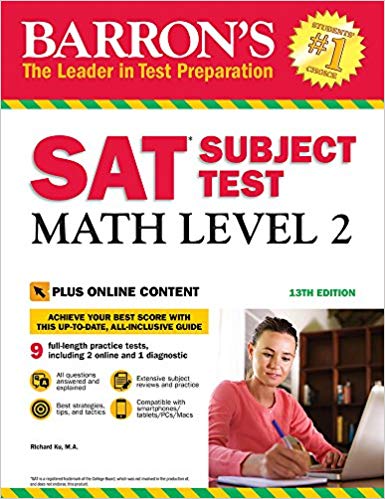 BARRON'S
The Leader in Test Preparation
STUDENTS'
#1
CHOICE
SAT* SUBJECT
TEST
MATH LEVEL 2
PLUS ONLINE CONTENT
13TH EDITION
ACHIEVE YOUR BEST SCORE WITH
THIS UP-TO-DATE, ALL-INCLUSIVE GUIDE
9 full-length practice tests,
including 2 online and 1 diagnostic
All questions
answered and
explained
Extensive subject
reviews and practice
Best strategies,
tips, and tactics
Compatible with
smartphones/
tablets/PCs/Macs
Richard Ku, M.A.
*SAT is a registered trademark of the College Board, which was not involved in the production of,
and does not endorse, this product.